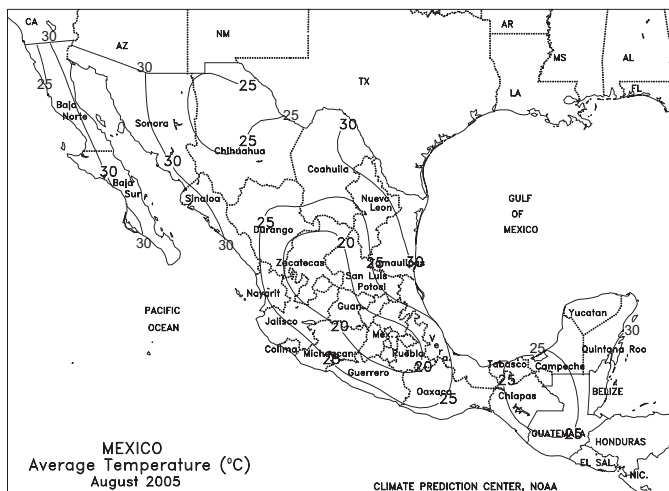 CA
AZ
NM
AR
MS
AL
TX
LA
FL
30
30
25
25
25
Baja
Norte
Sonora
30
25
Chihuahua
30
Coahuila
30
Baja
Sur
Sinaloa
Nuevo
Leon
GULF
OF
MEXICO
30
30
25
Durango
20
Zacatecas
25
Tamaulipas
30
San Luis
Potosi
Nayarit
Guan.
PACIFIC
OCEAN
Jalisco
20
Mex.
Vera.
Yucatan
30
Colima
Michoacan
25
Puebla
20
Guerrero
Oaxaca
25
25
Tabasco
Campeche
Quintana Roo
25
Chiapas
BELIZE
GUATEMALA
25
HONDURAS
EL SAL.
NIC.
MEXICO
Average Temperature (°C)
August 2005
CLIMATE PREDICTION CENTER, NOAA